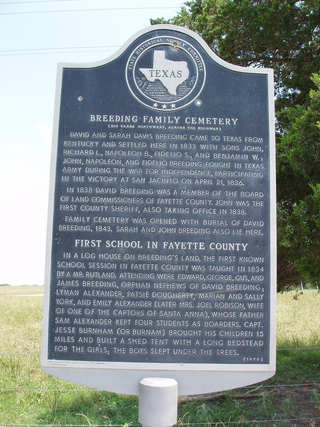 STATE HISTORICAL SURVEY COMMITTEE
TEXAS
BREEDING FAMILY CEMETERY
(200 YARDS NORTHWEST, ACROSS THE HIGHWAY)
DAVID AND SARAH DAVIS BREEDING CAME TO TEXAS FROM
KENTUCKY AND SETTLED HERE IN 1833 WITH SONS JOHN,
RICHARD L., NAPOLEON B., FIDELIO S., AND BENJAMIN W.,
JOHN, NAPOLEON, AND FIDELIO BREEDING FOUGHT IN TEXAS
ARMY DURING THE WAR FOR INDEPENDENCE, PARTICIPATING
IN THE VICTORY AT SAN JACINTO ON APRIL 21, 1836.
IN 1838 DAVID BREEDING WAS A MEMBER OF THE BOARD
OF LAND COMMISSIONERS OF FAYETTE COUNTY. JOHN WAS THE
FIRST COUNTY SHERIFF, ALSO TAKING OFFICE IN 1838.
FAMILY CEMETERY WAS OPENED WITH BURIAL OF DAVID
BREEDING, 1843. SARAH AND JOHN BREEDING ALSO LIE HERE.
FIRST SCHOOL IN FAYETTE COUNTY
IN A LOG HOUSE ON BREEDING'S LAND, THE FIRST KNOWN
SCHOOL SESSION IN FAYETTE COUNTY WAS TAUGHT IN 1834
BY A MR. RUTLAND. ATTENDING WERE EDWARD, GEORGE, GUS, AND
JAMES BREEDING, ORPHAN NEPHEWS OF DAVID BREEDING;
LYMAN ALEXANDER, PATSIE DOUGHERTY, MARIAN AND SALLY
YORK, AND EMILY ALEXANDER (LATER MRS. JOEL ROBISON, WIFE
OF ONE OF THE CAPTORS OF SANTA ANNA), WHOSE FATHER
SAM ALEXANDER KEPT FOUR STUDENTS AS BOARDERS. CAPT.
JESSE BURNHAM (OR BURNAM) BROUGHT HIS CHILDREN 15
MILES AND BUILT A SHED TENT WITH A LONG BEDSTEAD
FOR THE GIRLS; THE BOYS SLEPT UNDER THE TREES.